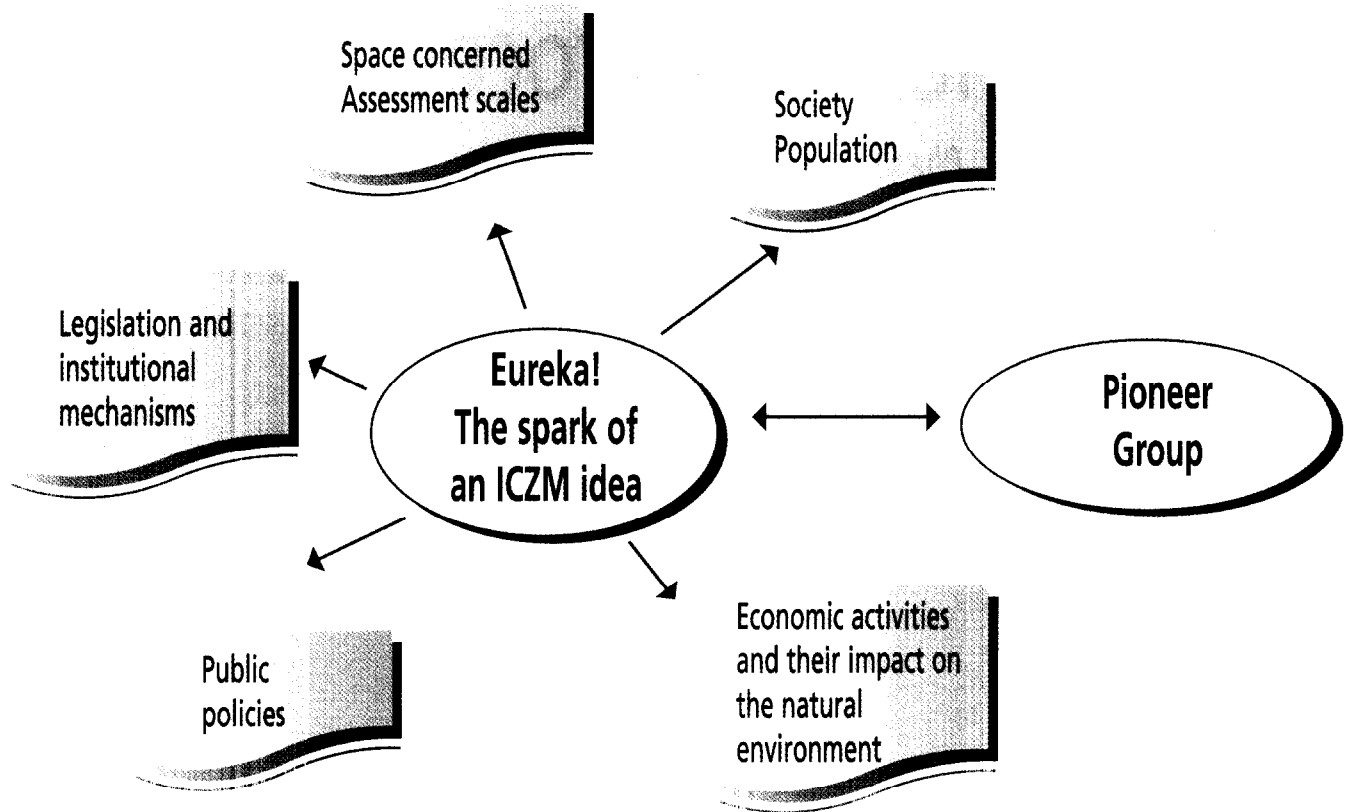 Space concerned
Assessment scales
Society
Population
Legislation and
institutional
mechanisms
Eureka!
The spark of
an ICZM idea
Pioneer
Group
Public
policies
Economic activities
and their impact on
the natural
environment